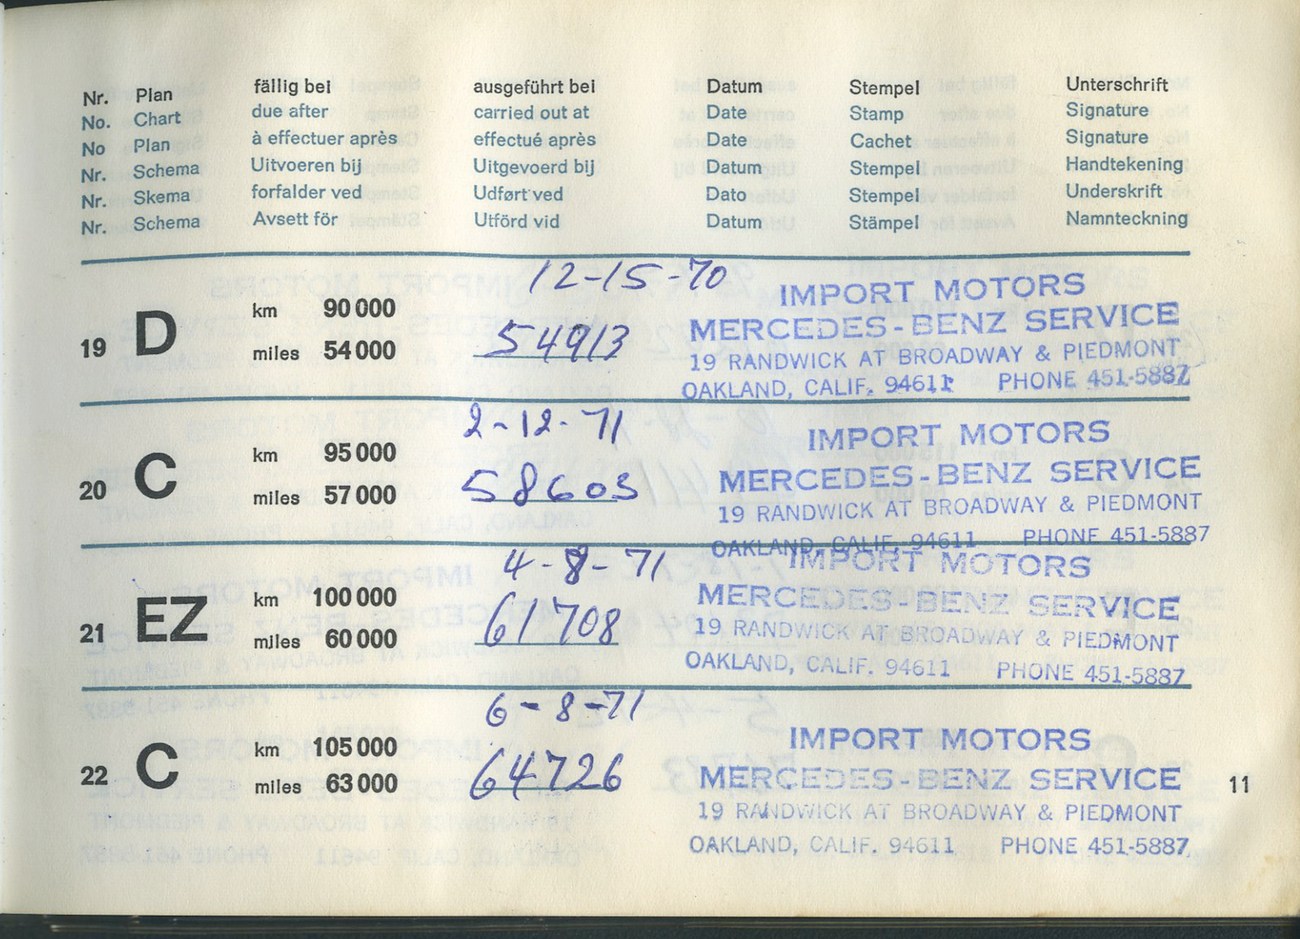 Nr. Plan fällig bei ausgeführt bei Datum Stempel Unterschrift
No. Chart due after carried out at Date Stamp Signature
No Plan à effectuer après effectué après Date Cachet Signature
Nr. Schema Uitvoeren bij Uitgevoerd bij Datum Stempel Handtekening
Nr. Skema forfalder ved Udført ved Dato Stempel Underskrift
Nr. Schema Avsett för Utförd vid Datum Stämpel Namnteckning
12-15-70
19 D km 90 000
miles 54 000
54913
IMPORT MOTORS
MERCEDES-BENZ SERVICE
19 RANDWICK AT BROADWAY & PIEDMONT
OAKLAND, CALIF. 94611 PHONE 451-5887
2-12-71
20 C km 95 000
miles 57 000
58603
IMPORT MOTORS
MERCEDES-BENZ SERVICE
19 RANDWICK AT BROADWAY & PIEDMONT
OAKLAND, CALIF. 94611 PHONE 451-5887
4-8-71
21 EZ km 100 000
miles 60 000
61708
IMPORT MOTORS
MERCEDES-BENZ SERVICE
19 RANDWICK AT BROADWAY & PIEDMONT
OAKLAND, CALIF. 94611 PHONE 451-5887
6-8-71
22 C km 105 000
miles 63 000
64726
IMPORT MOTORS
MERCEDES-BENZ SERVICE
19 RANDWICK AT BROADWAY & PIEDMONT
OAKLAND, CALIF. 94611 PHONE 451-5887
11